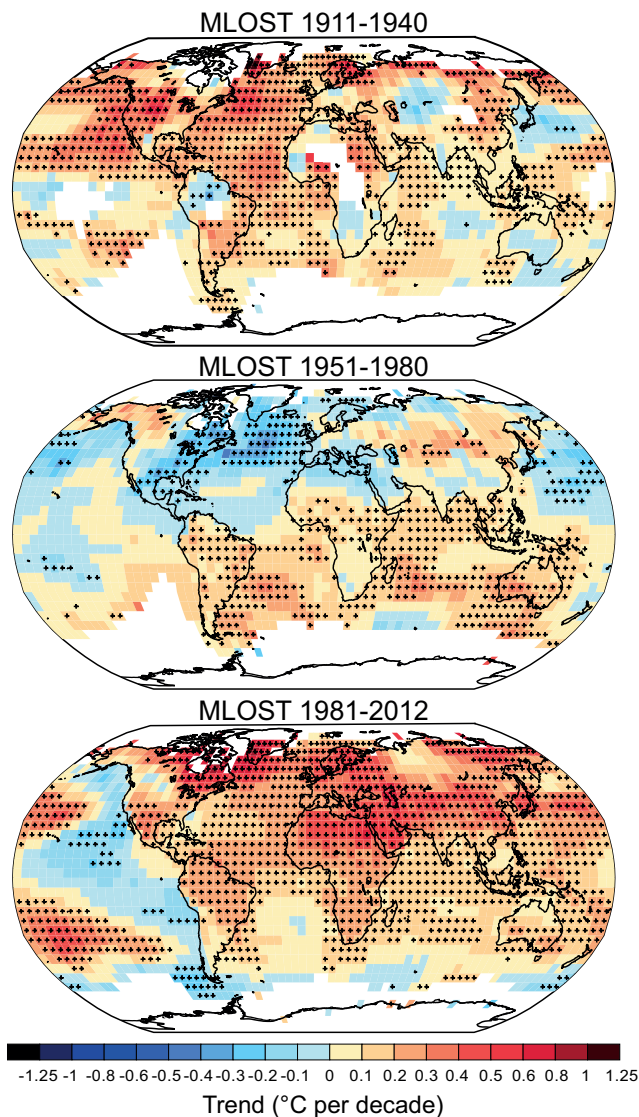 MLOST 1911-1940
MLOST 1951-1980
MLOST 1981-2012
-1.25 -1 -0.8 -0.6 -0.5 -0.4 -0.3 -0.2 -0.1 0 0.1 0.2 0.3 0.4 0.5 0.6 0.8 1 1.25
Trend (°C per decade)